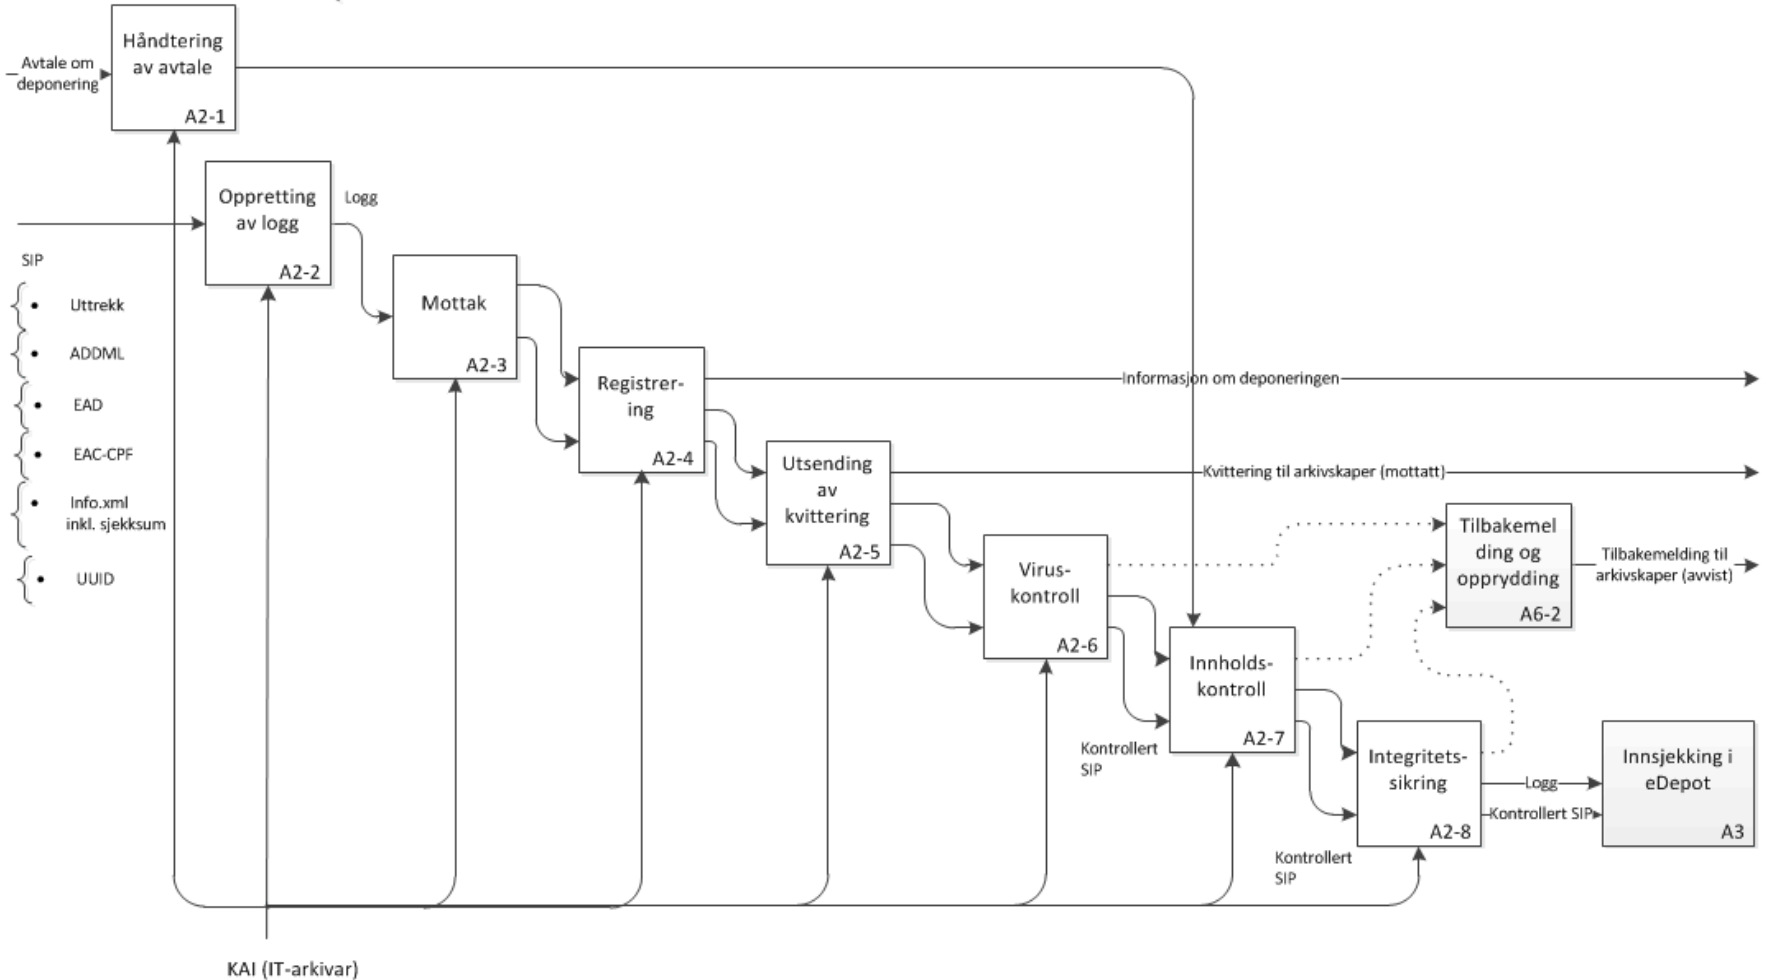 Håndtering
av avtale
A2-1
Avtale om
deponering
Oppretting
av logg
A2-2
Logg
SIP
• Uttrekk
• ADDML
• EAD
• EAC-CPF
• Info.xml
inkl. sjekksum
• UUID
Mottak
A2-3
Registrer-
ing
A2-4
Informasjon om deponeringen
Utsending
av
kvittering
A2-5
Kvittering til arkivskaper (mottatt)
Virus-
kontroll
A2-6
Tilbakemel
ding og
opprydding
A6-2
Tilbakemelding til
arkivskaper (avvist)
Innholds-
kontroll
A2-7
Kontrollert
SIP
Integritets-
sikring
A2-8
Logg
Kontrollert SIP
Innsjekking i
eDepot
A3
Kontrollert
SIP
KAI (IT-arkivar)